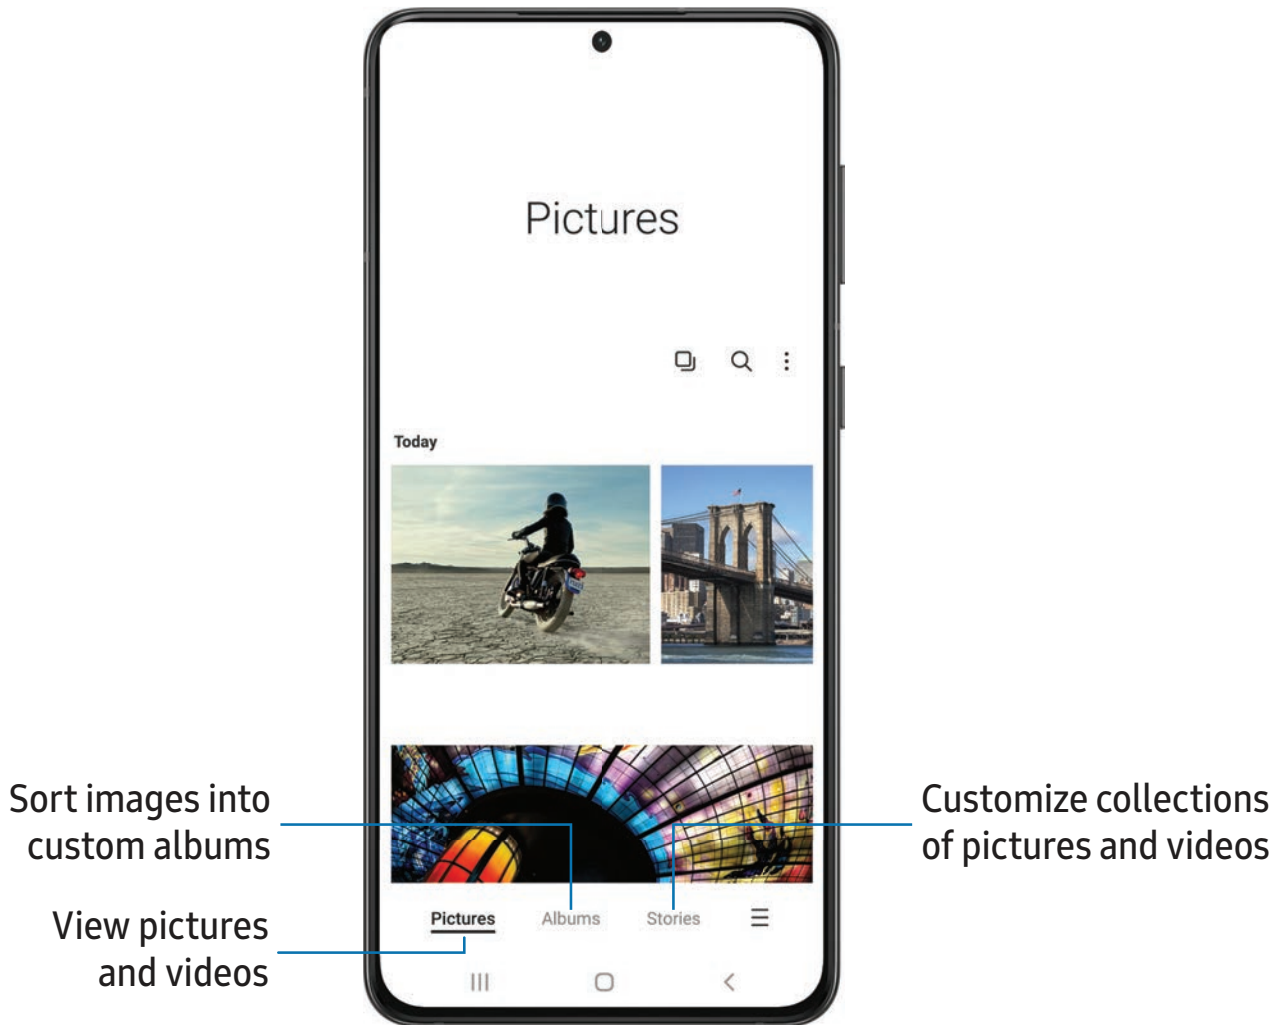 Pictures
Today
Sort images into
custom albums
View pictures
and videos
Customize collections
of pictures and videos
Pictures
Albums
Stories